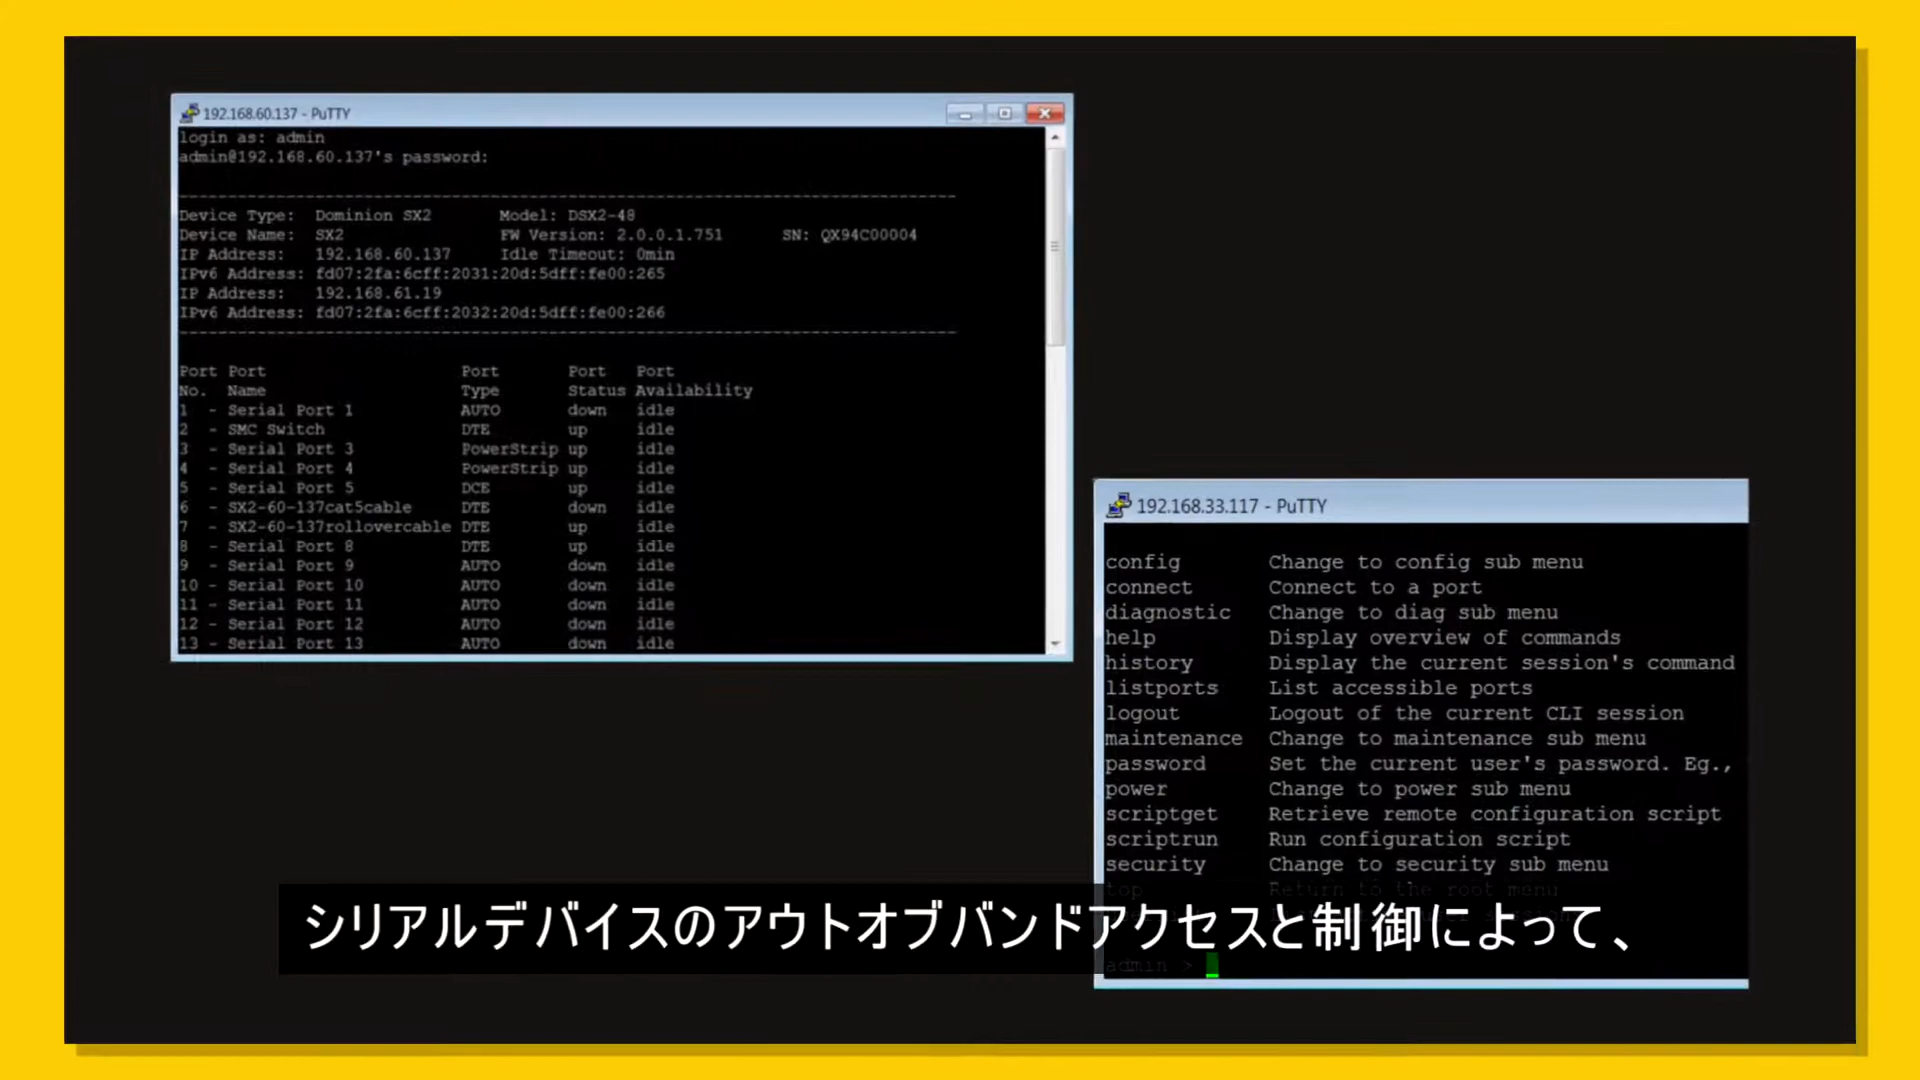 192.168.60.137 - PuTTY
login as: admin
admin@192.168.60.137's password:
Device Type: Dominion SX2 Model: DSX2-48
Device Name: SX2 FW Version: 2.0.0.1.751 SN: QX94C00004
IP Address: 192.168.60.137 Idle Timeout: 0min
IPv6 Address: fd07:2fa:6cff:2031:20d:5dff:fe00:265
IP Address: 192.168.61.19
IPv6 Address: fd07:2fa:6cff:2032:20d:5dff:fe00:266
Port Port Port Port Port
No. Name Type Status Availability
1 - Serial Port 1 AUTO down idle
2 - SMC Switch DTE up idle
3 - Serial Port 3 PowerStrip up idle
4 - Serial Port 4 PowerStrip up idle
5 - Serial Port 5 DCE up idle
6 - SX2-60-137cat5cable DTE down idle
7 - SX2-60-137rollovercable DTE up idle
8 - Serial Port 8 DTE up idle
9 - Serial Port 9 AUTO down idle
10 - Serial Port 10 AUTO down idle
11 - Serial Port 11 AUTO down idle
12 - Serial Port 12 AUTO down idle
13 - Serial Port 13 AUTO down idle
192.168.33.117 - PuTTY
config Change to config sub menu
connect Connect to a port
diagnostic Change to diag sub menu
help Display overview of commands
history Display the current session's command
listports List accessible ports
logout Logout of the current CLI session
maintenance Change to maintenance sub menu
password Set the current user's password. Eg.,
power Change to power sub menu
scriptget Retrieve remote configuration script
scriptrun Run configuration script
security Change to security sub menu
top Return to the root menu
シリアルデバイスのアウトオブバンドアクセスと制御によって、
admin >